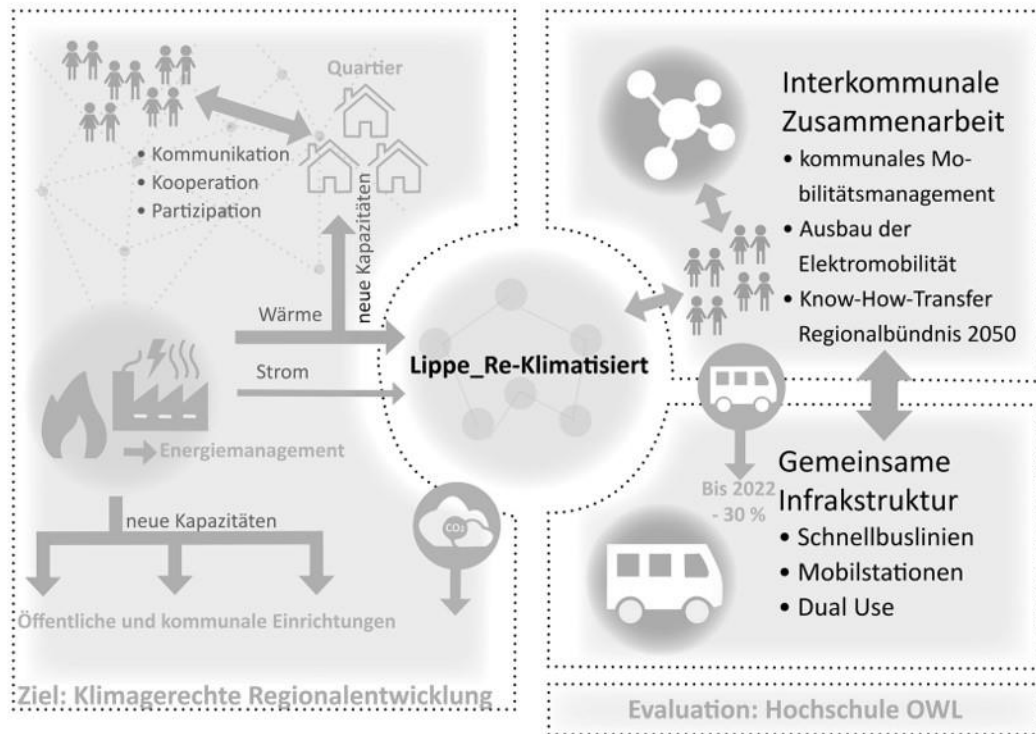 Quartier
• Kommunikation
• Kooperation
• Partizipation
neue Kapazitäten
Wärme
Strom
Energiemanagement
neue Kapazitäten
Öffentliche und kommunale Einrichtungen
CO₂
Ziel: Klimagerechte Regionalentwicklung
Lippe_Re-Klimatisiert
Interkommunale
Zusammenarbeit
• kommunales Mo-
bilitätsmanagement
• Ausbau der
Elektromobilität
• Know-How-Transfer
Regionalbündnis 2050
Bis 2022
- 30 %
Gemeinsame
Infrakstruktur
• Schnellbuslinien
• Mobilstationen
• Dual Use
Evaluation: Hochschule OWL